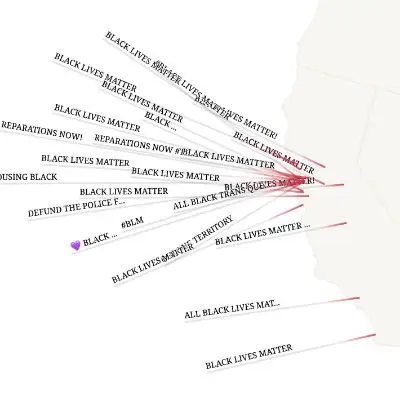 BLACK LIVES MATTER
BLACK LIVES MATTER!
BLACK LIVES MATTER
BLACK LIVES MATTER
BLACK ...
BLACK LIVES MATTER
BLACK LIVES MATTER
REPARATIONS NOW!
REPARATIONS NOW
BLACK LIVES MATTTER
BLACK LIVES MATTER
BLACK LIVES MATTER
OUSING BLACK
BLACK LIVES MATTER
BLACK LIVES MATTER!
DEFUND THE POLICE F...
ALL BLACK TRANS
#BLM
💜 BLACK ...
TERRITORY
BLACK LIVES MATTER ...
BLACK LIVES MATTER
ALL BLACK LIVES MAT...
BLACK LIVES MATTER